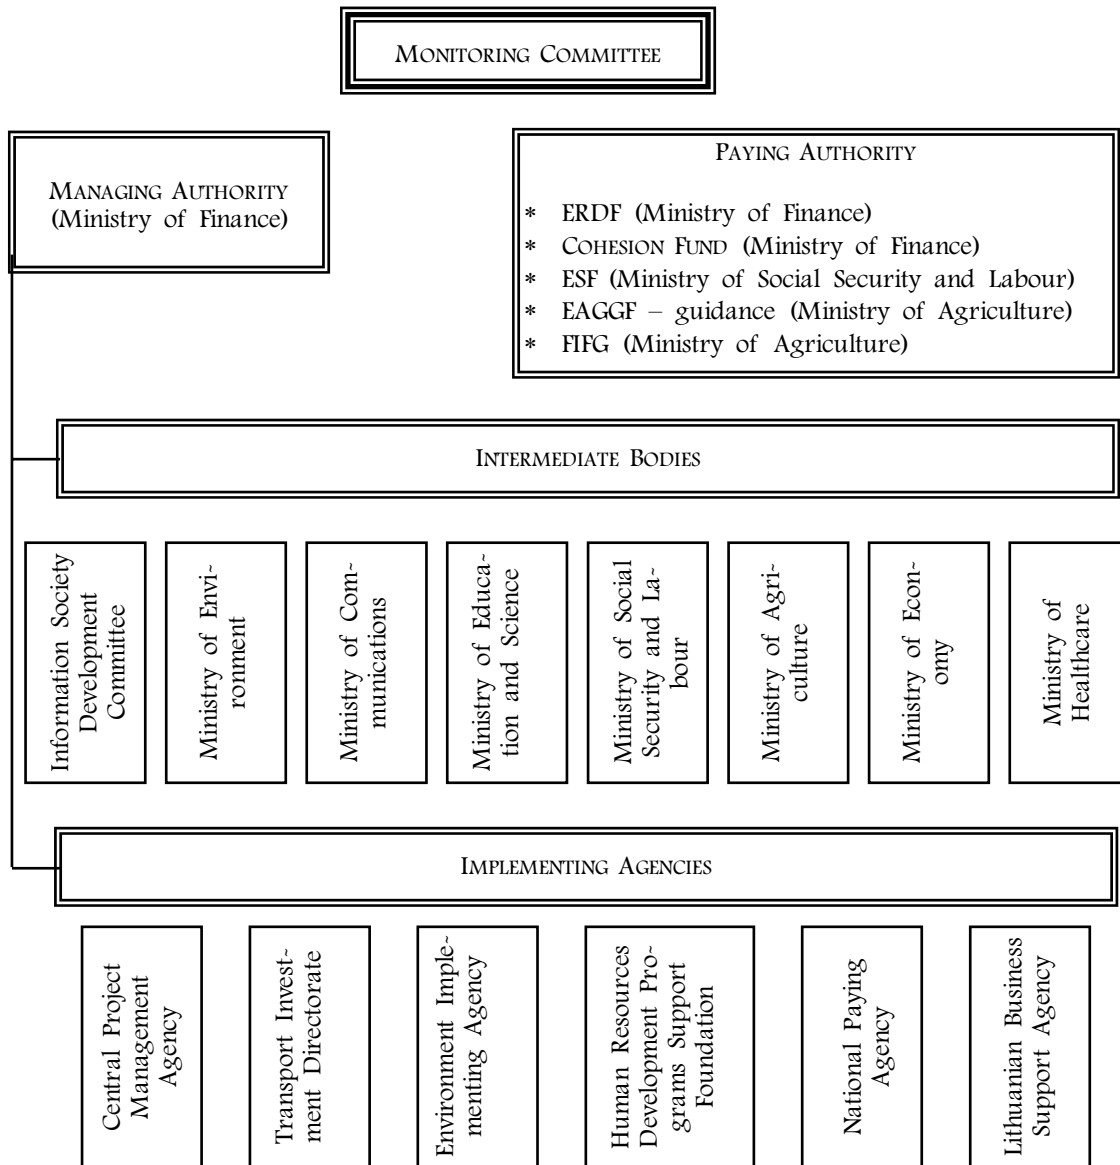 MONITORING COMMITTEE
MANAGING AUTHORITY
(Ministry of Finance)
PAYING AUTHORITY
* ERDF (Ministry of Finance)
* COHESION FUND (Ministry of Finance)
* ESF (Ministry of Social Security and Labour)
* EAGGF – guidance (Ministry of Agriculture)
* FIFG (Ministry of Agriculture)
INTERMEDIATE BODIES
Information Society
Development
Committee
Ministry of Envi-
ronment
Ministry of Com-
munications
Ministry of Educa-
tion and Science
Ministry of Social
Security and La-
bour
Ministry of Agri-
culture
Ministry of Econ-
omy
Ministry of
Healthcare
IMPLEMENTING AGENCIES
Central Project
Management
Agency
Transport Invest-
ment Directorate
Environment Imple-
menting Agency
Human Resources
Development Pro-
grams Support
Foundation
National Paying
Agency
Lithuanian Business
Support Agency